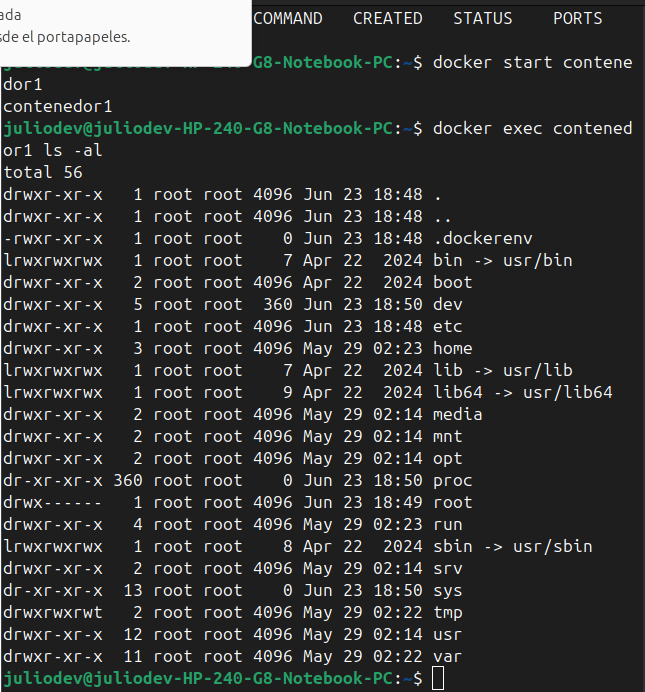 ada
sde el portapapeles.
COMMAND   CREATED   STATUS    PORTS
-G8-Notebook-PC:~$ docker start contene
dor1
contenedor1
juliodev@juliodev-HP-240-G8-Notebook-PC:~$ docker exec contened
or1 ls -al
total 56
drwxr-xr-x   1 root root 4096 Jun 23 18:48 .
drwxr-xr-x   1 root root 4096 Jun 23 18:48 ..
-rwxr-xr-x   1 root root    0 Jun 23 18:48 .dockerenv
lrwxrwxrwx   1 root root    7 Apr 22  2024 bin -> usr/bin
drwxr-xr-x   2 root root 4096 Apr 22  2024 boot
drwxr-xr-x   5 root root  360 Jun 23 18:50 dev
drwxr-xr-x   1 root root 4096 Jun 23 18:48 etc
drwxr-xr-x   3 root root 4096 May 29 02:23 home
lrwxrwxrwx   1 root root    7 Apr 22  2024 lib -> usr/lib
lrwxrwxrwx   1 root root    9 Apr 22  2024 lib64 -> usr/lib64
drwxr-xr-x   2 root root 4096 May 29 02:14 media
drwxr-xr-x   2 root root 4096 May 29 02:14 mnt
drwxr-xr-x   2 root root 4096 May 29 02:14 opt
dr-xr-xr-x 360 root root    0 Jun 23 18:50 proc
drwx------   1 root root 4096 Jun 23 18:49 root
drwxr-xr-x   4 root root 4096 May 29 02:23 run
lrwxrwxrwx   1 root root    8 Apr 22  2024 sbin -> usr/sbin
drwxr-xr-x   2 root root 4096 May 29 02:14 srv
dr-xr-xr-x  13 root root    0 Jun 23 18:50 sys
drwxrwxrwt   2 root root 4096 May 29 02:22 tmp
drwxr-xr-x  12 root root 4096 May 29 02:14 usr
drwxr-xr-x  11 root root 4096 May 29 02:22 var
juliodev@juliodev-HP-240-G8-Notebook-PC:~$